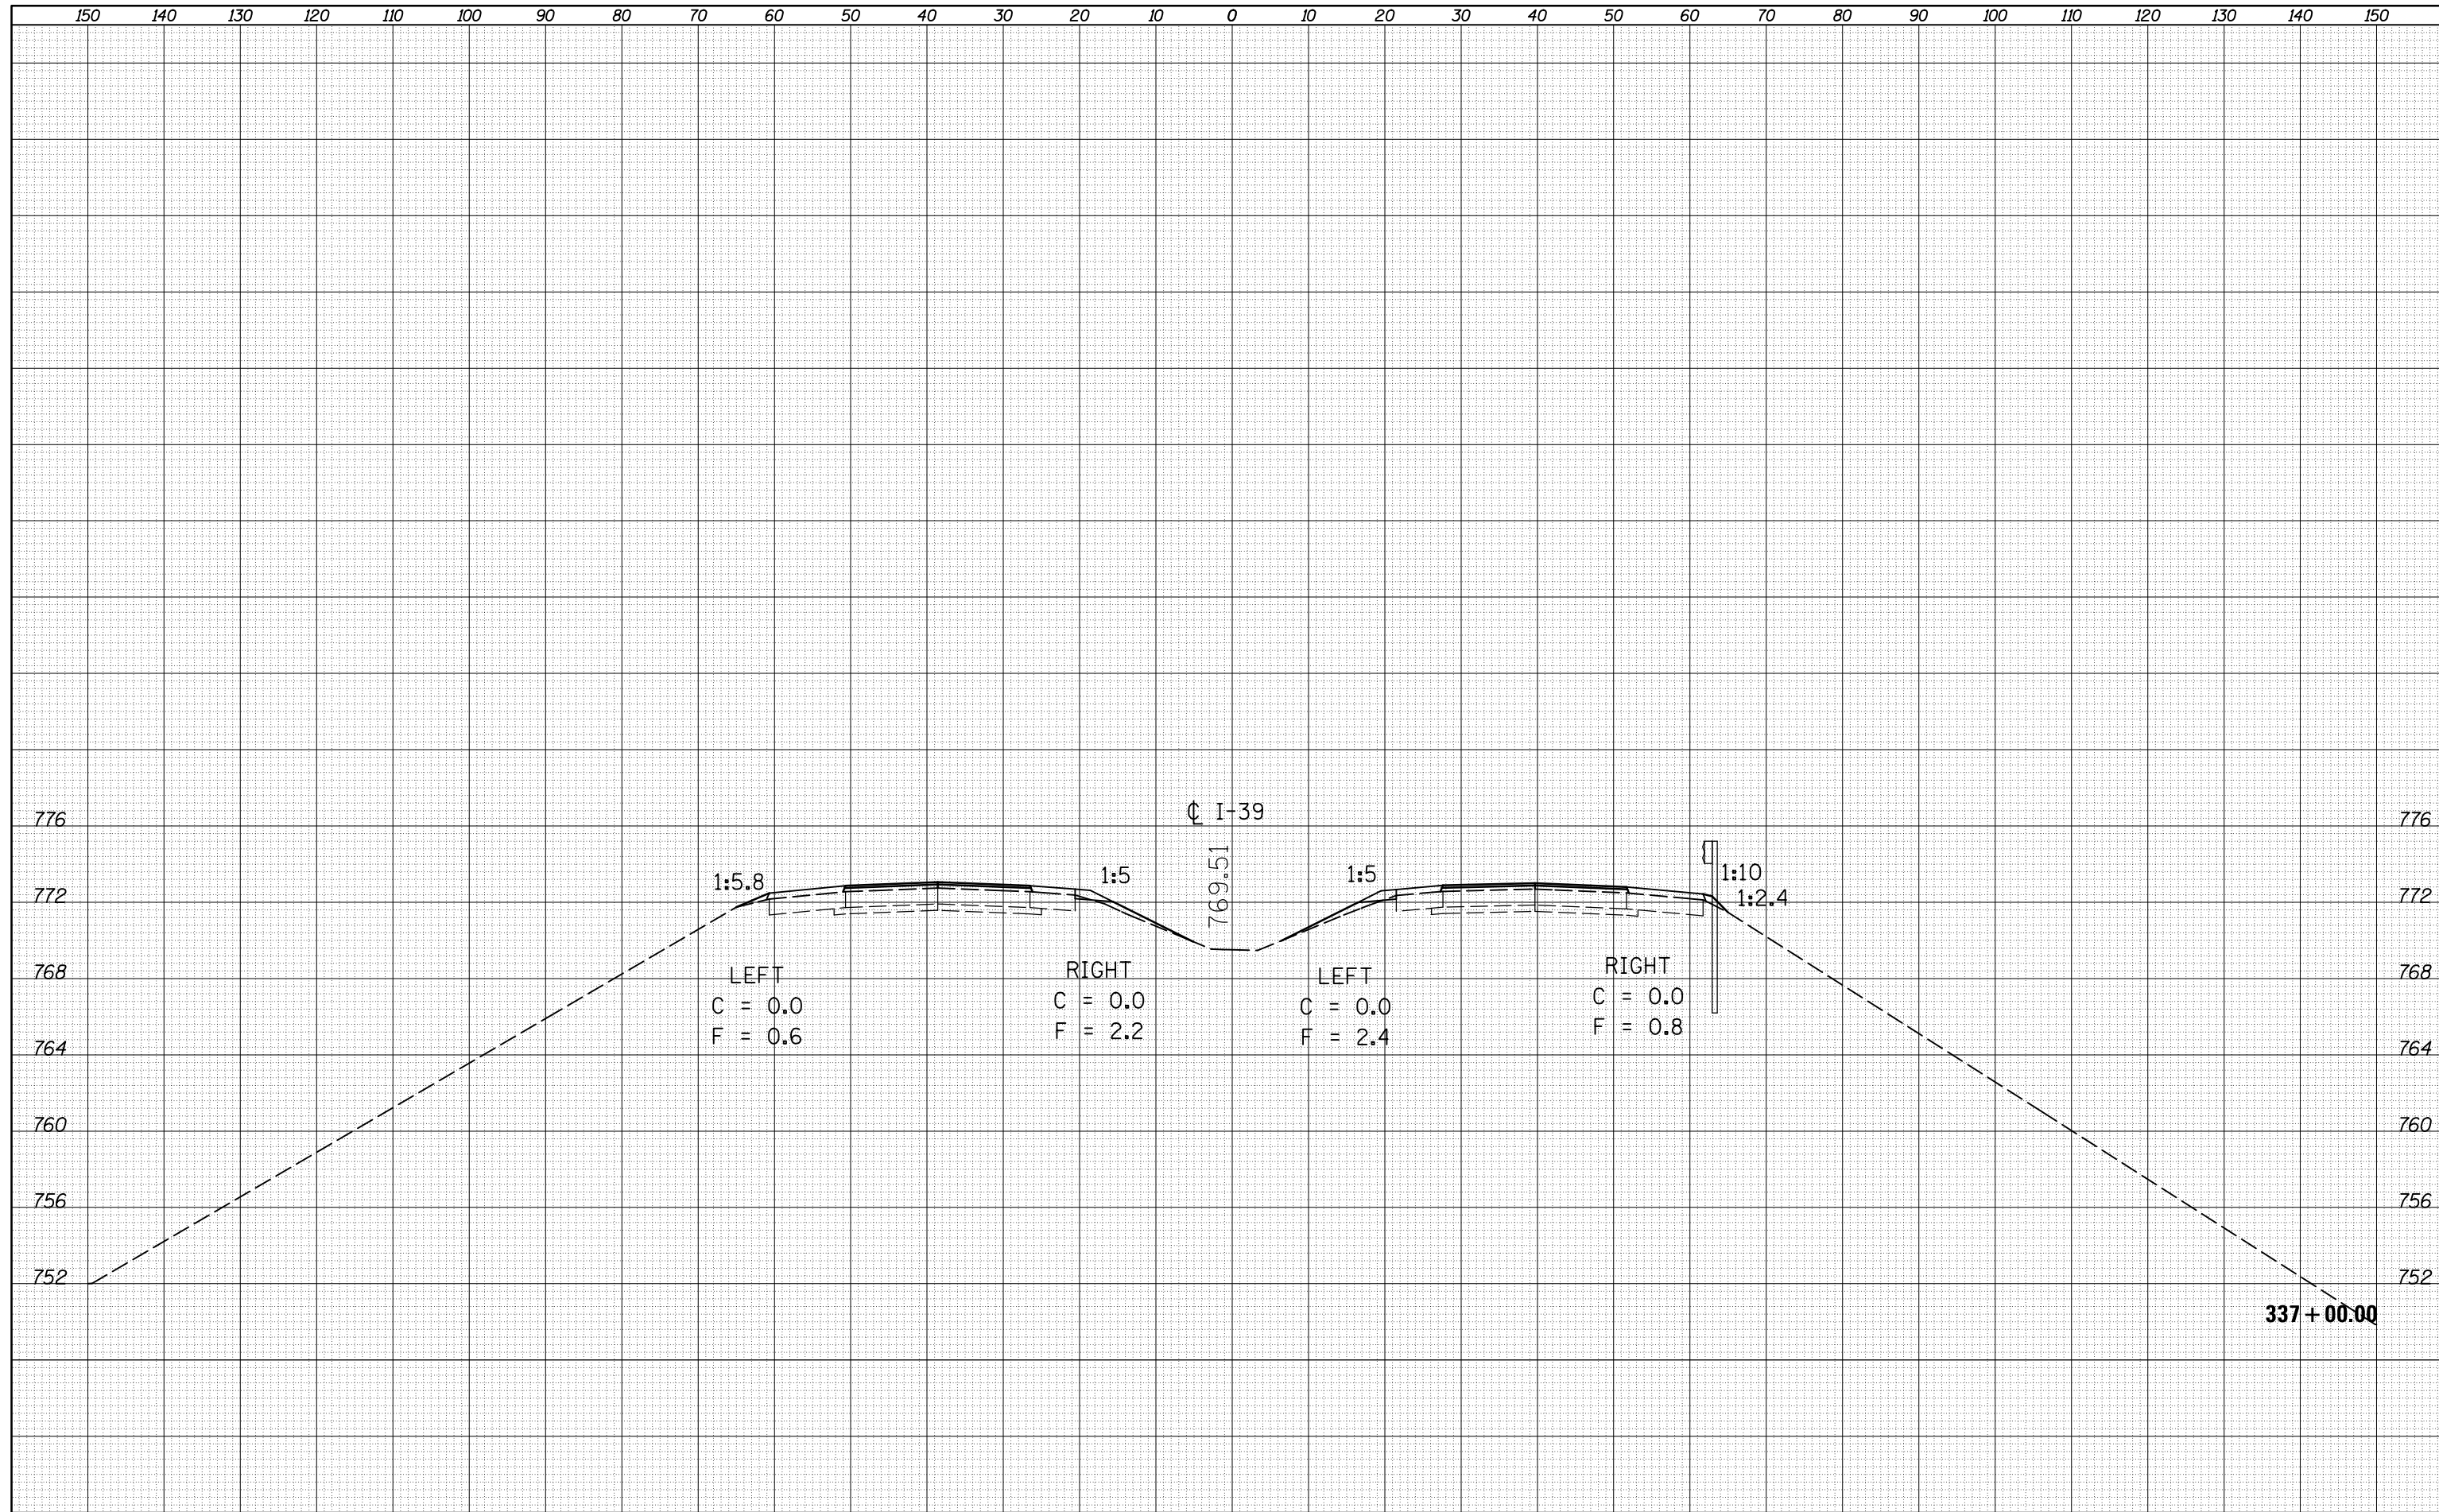 150 140 130 120 110 100 90 80 70 60 50 40 30 20 10 0 10 20 30 40 50 60 70 80 90 100 110 120 130 140 150
℄ I-39
776 776
769.51
1:5.8 1:5 1:5 1:10
772 1:2.4 772
768 768
LEFT
C = 0.0
F = 0.6
RIGHT
C = 0.0
F = 2.2
LEFT
C = 0.0
F = 2.4
RIGHT
C = 0.0
F = 0.8
764 764
760 760
756 756
752 752
337+00.00